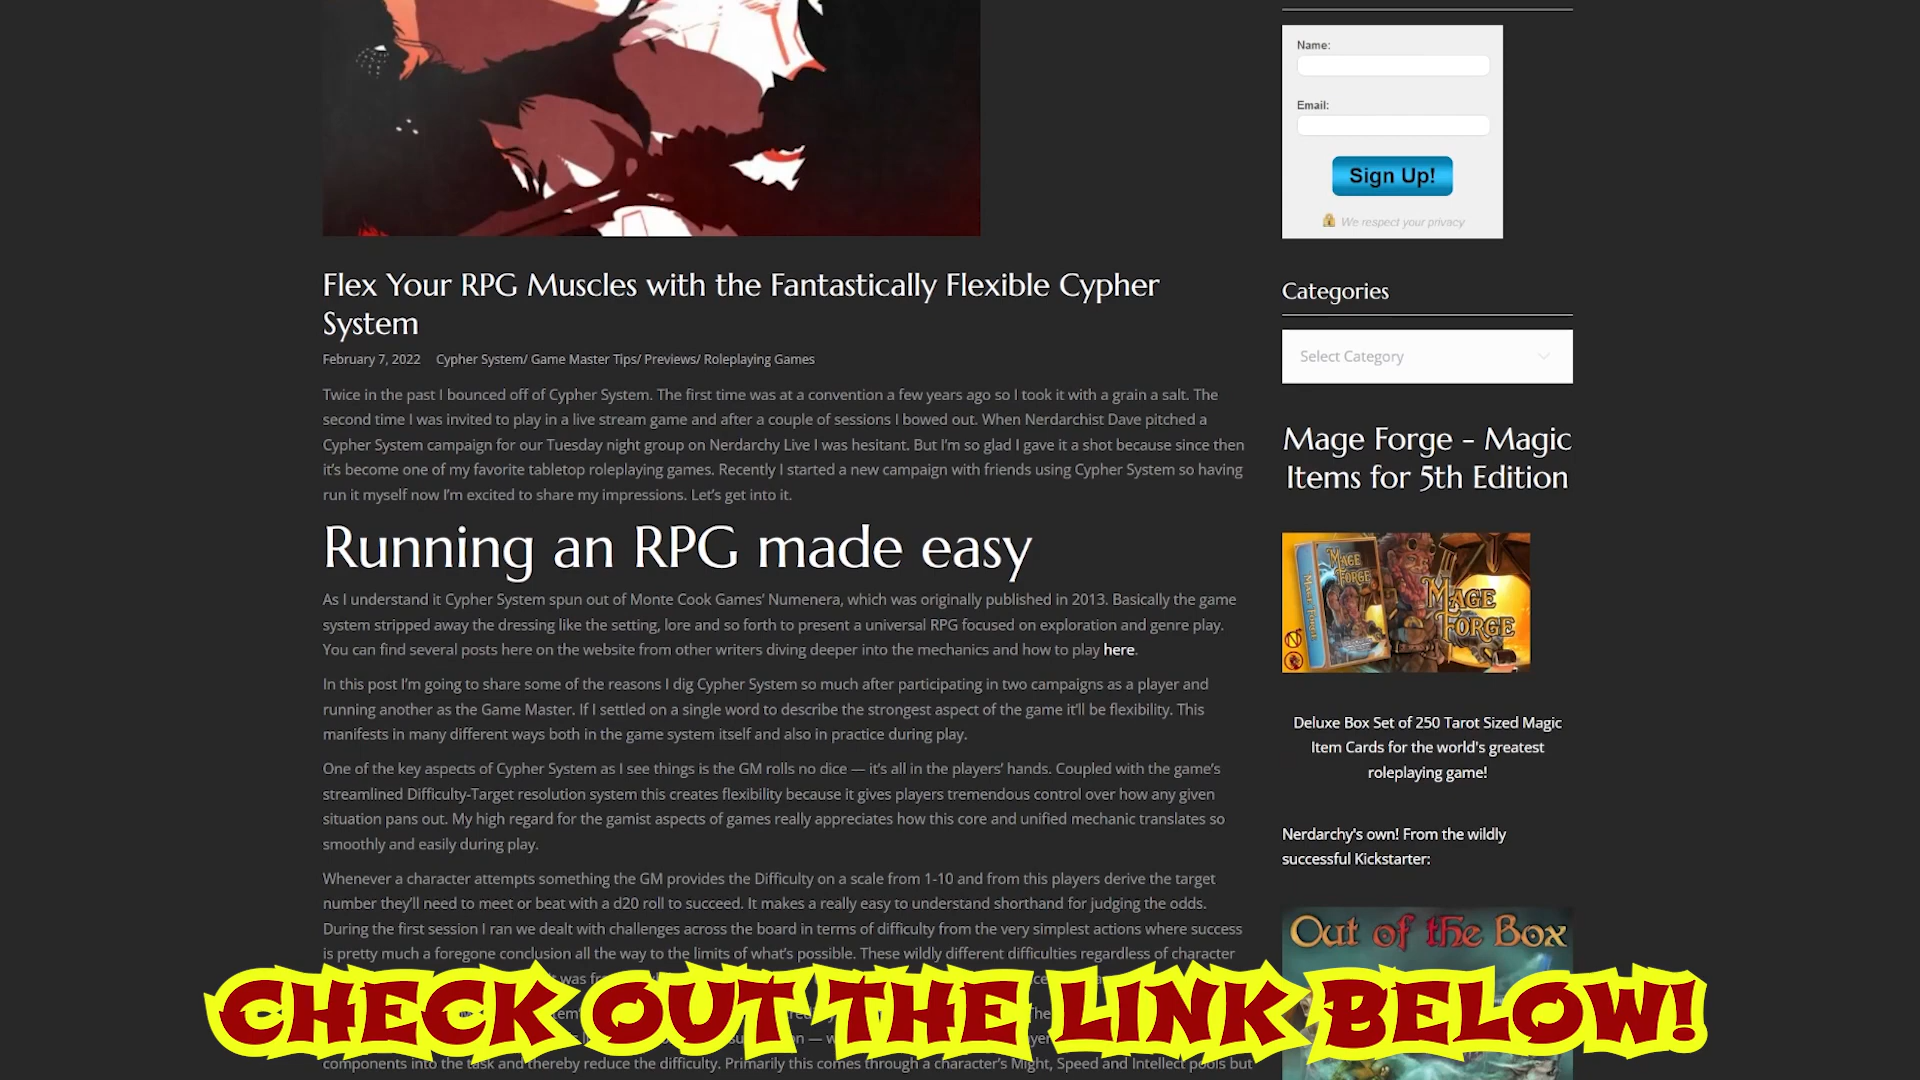 Flex Your RPG Muscles with the Fantastically Flexible Cypher
System
February 7, 2022 Cypher System/ Game Master Tips/ Previews/ Roleplaying Games
Twice in the past I bounced off of Cypher System. The first time was at a convention a few years ago so I took it with a grain a salt. The
second time I was invited to play in a live stream game and after a couple of sessions I bowed out. When Nerdarchist Dave pitched a
Cypher System campaign for our Tuesday night group on Nerdarchy Live I was hesitant. But I'm so glad I gave it a shot because since then
it's become one of my favorite tabletop roleplaying games. Recently I started a new campaign with friends using Cypher System so having
run it myself now I'm excited to share my impressions. Let's get into it.
Running an RPG made easy
As I understand it Cypher System spun out of Monte Cook Games' Numenera, which was originally published in 2013. Basically the game
system stripped away the dressing like the setting, lore and so forth to present a universal RPG focused on exploration and genre play.
You can find several posts here on the website from other writers diving deeper into the mechanics and how to play here.
In this post I'm going to share some of the reasons I dig Cypher System so much after participating in two campaigns as a player and
running another as the Game Master. If I settled on a single word to describe the strongest aspect of the game it'll be flexibility. This
manifests in many different ways both in the game system itself and also in practice during play.
One of the key aspects of Cypher System as I see things is the GM rolls no dice — it's all in the players' hands. Coupled with the game's
streamlined Difficulty-Target resolution system this creates flexibility because it gives players tremendous control over how any given
situation pans out. My high regard for the gamist aspects of games really appreciates how this core and unified mechanic translates so
smoothly and easily during play.
Whenever a character attempts something the GM provides the Difficulty on a scale from 1-10 and from this players derive the target
number they'll need to meet or beat with a d20 roll to succeed. It makes a really easy to understand shorthand for judging the odds.
During the first session I ran we dealt with challenges across the board in terms of difficulty from the very simplest actions where success
is pretty much a foregone conclusion all the way to the limits of what's possible. These wildly different difficulties regardless of character
was
components into the task and thereby reduce the difficulty. Primarily this comes through a character's Might, Speed and Intellect pools but
CHECK OUT THE LINK BELOW!
Name:
Email:
Sign Up!
We respect your privacy
Categories
Select Category
Mage Forge - Magic
Items for 5th Edition
MAGE
FORGE
MAGE FORGE
MAGE
FORGE
Deluxe Box Set of 250 Tarot Sized Magic
Item Cards for the world's greatest
roleplaying game!
Nerdarchy's own! From the wildly
successful Kickstarter:
Out of the Box